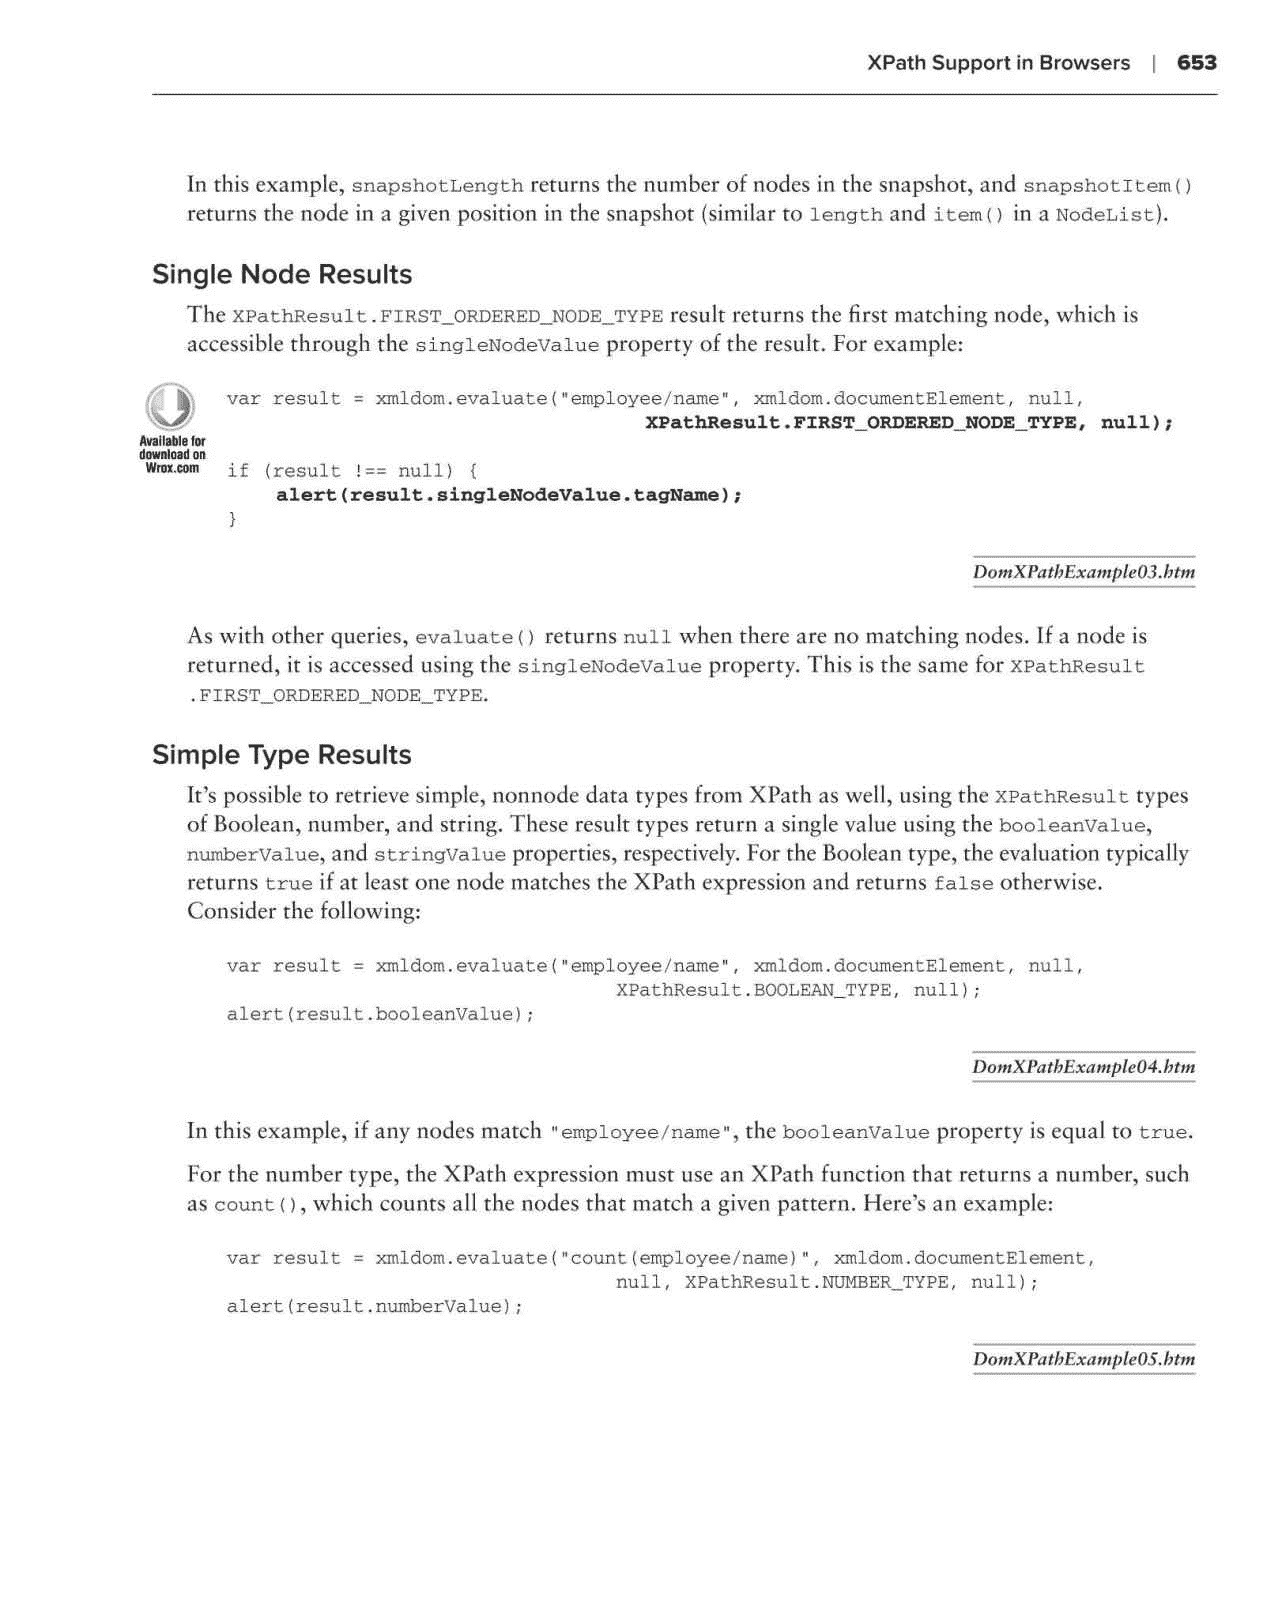 XPath Support in Browsers | 653
In this example, snapshotLength returns the number of nodes in the snapshot, and snapshotItem()
returns the node in a given position in the snapshot (similar to length and item() in a NodeList).
Single Node Results
The XPathResult.FIRST_ORDERED_NODE_TYPE result returns the first matching node, which is
accessible through the singleNodeValue property of the result. For example:
var result = xmldom.evaluate("employee/name", xmldom.documentElement, null,
XPathResult.FIRST_ORDERED_NODE_TYPE, null);
Available for
download on
Wrox.com
if (result !== null) {
alert(result.singleNodeValue.tagName);
}
DomXPathExample03.htm
As with other queries, evaluate() returns null when there are no matching nodes. If a node is
returned, it is accessed using the singleNodeValue property. This is the same for XPathResult
.FIRST_ORDERED_NODE_TYPE.
Simple Type Results
It's possible to retrieve simple, nonnode data types from XPath as well, using the XPathResult types
of Boolean, number, and string. These result types return a single value using the booleanValue,
numberValue, and stringValue properties, respectively. For the Boolean type, the evaluation typically
returns true if at least one node matches the XPath expression and returns false otherwise.
Consider the following:
var result = xmldom.evaluate("employee/name", xmldom.documentElement, null,
XPathResult.BOOLEAN_TYPE, null);
alert(result.booleanValue);
DomXPathExample04.htm
In this example, if any nodes match "employee/name", the booleanValue property is equal to true.
For the number type, the XPath expression must use an XPath function that returns a number, such
as count(), which counts all the nodes that match a given pattern. Here's an example:
var result = xmldom.evaluate("count(employee/name)", xmldom.documentElement,
null, XPathResult.NUMBER_TYPE, null);
alert(result.numberValue);
DomXPathExample05.htm